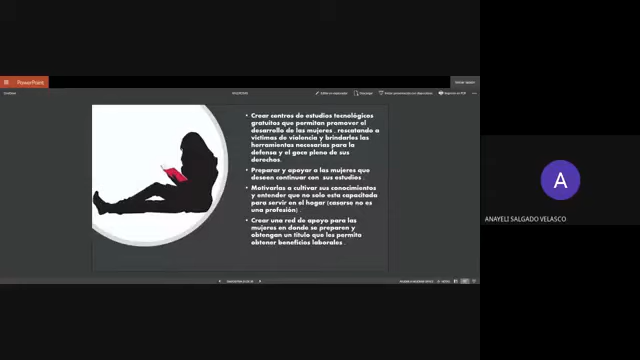 PowerPoint
• Crear centros de estudios tecnológicos
gratuitos que permitan promover el
desarrollo de las mujeres , rescatando a
victimas de violencia y brindarles las
herramientas necesarias para la
defensa y el goce pleno de sus
derechos.
• Preparar y apoyar a las mujeres que
deseen continuar con sus estudios .
• Motivarlas a cultivar sus conocimientos
y entender que no solo esta capacitado
para servir en el hogar (casarse no es
una profesión) .
• Crear una red de apoyo para las
mujeres en donde se preparen y
obtengan un titulo que les permita
obtener beneficios laborales .
A
ANAYELI SALGADO VELASCO